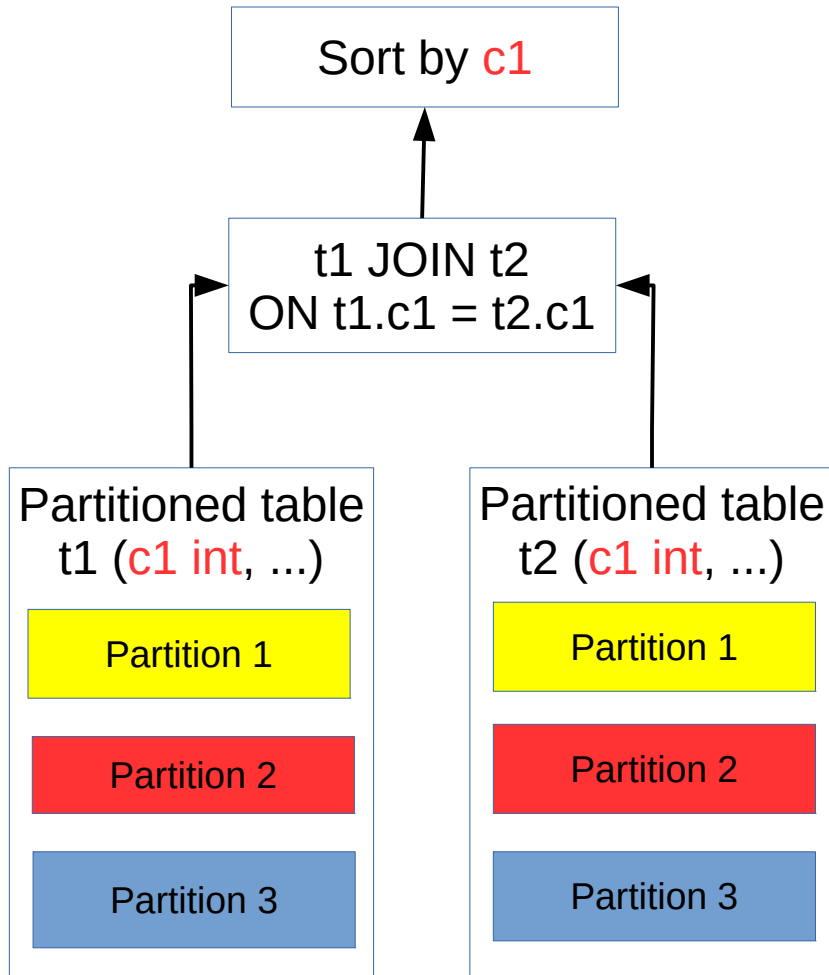 Sort by c1
t1 JOIN t2
ON t1.c1 = t2.c1
Partitioned table
t1 (c1 int, ...)
Partition 1
Partition 2
Partition 3
Partitioned table
t2 (c1 int, ...)
Partition 1
Partition 2
Partition 3